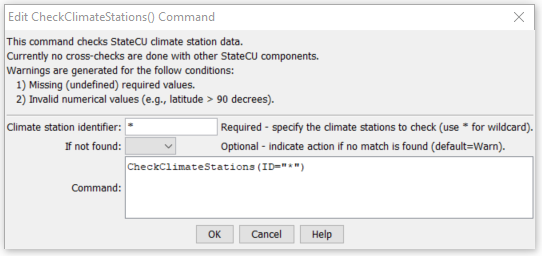 Edit CheckClimateStations() Command
This command checks StateCU climate station data.
Currently no cross-checks are done with other StateCU components.
Warnings are generated for the follow conditions:
1) Missing (undefined) required values.
2) Invalid numerical values (e.g., latitude > 90 decrees).
Climate station identifier: * Required - specify the climate stations to check (use * for wildcard).
If not found: Optional - indicate action if no match is found (default=Warn).
Command: CheckClimateStations(ID="*")
OK Cancel Help